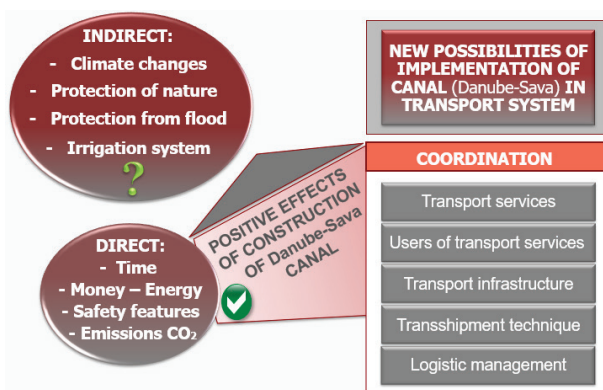 INDIRECT:
- Climate changes
- Protection of nature
- Protection from flood
- Irrigation system
?
DIRECT:
- Time
- Money – Energy
- Safety features
- Emissions CO₂
POSITIVE EFFECTS
OF CONSTRUCTION
OF Danube-Sava
CANAL
NEW POSSIBILITIES OF
IMPLEMENTATION OF
CANAL (Danube-Sava) IN
TRANSPORT SYSTEM
COORDINATION
Transport services
Users of transport services
Transport infrastructure
Transshipment technique
Logistic management